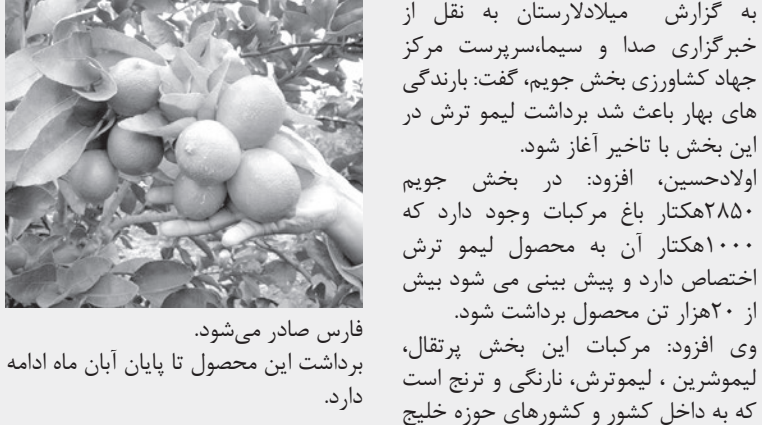 به گزارش میلادلارستان به نقل از
خبرگزاری صدا و سیما،سرپرست مرکز
جهاد کشاورزی بخش جویم، گفت: بارندگی
های بهار باعث شد برداشت لیمو ترش در
این بخش با تاخیر آغاز شود.
اولادحسین، افزود: در بخش جویم
۲۸۵۰هکتار باغ مرکبات وجود دارد که
۱۰۰۰هکتار آن به محصول لیمو ترش
اختصاص دارد و پیش بینی می شود بیش
از ۲۰هزار تن محصول برداشت شود.
وی افزود: مرکبات این بخش پرتقال،
لیموشرین ، لیموترش، نارنگی و ترنج است
که به داخل کشور و کشورهای حوزه خلیج
فارس صادر می‌شود.
برداشت این محصول تا پایان آبان ماه ادامه
دارد.